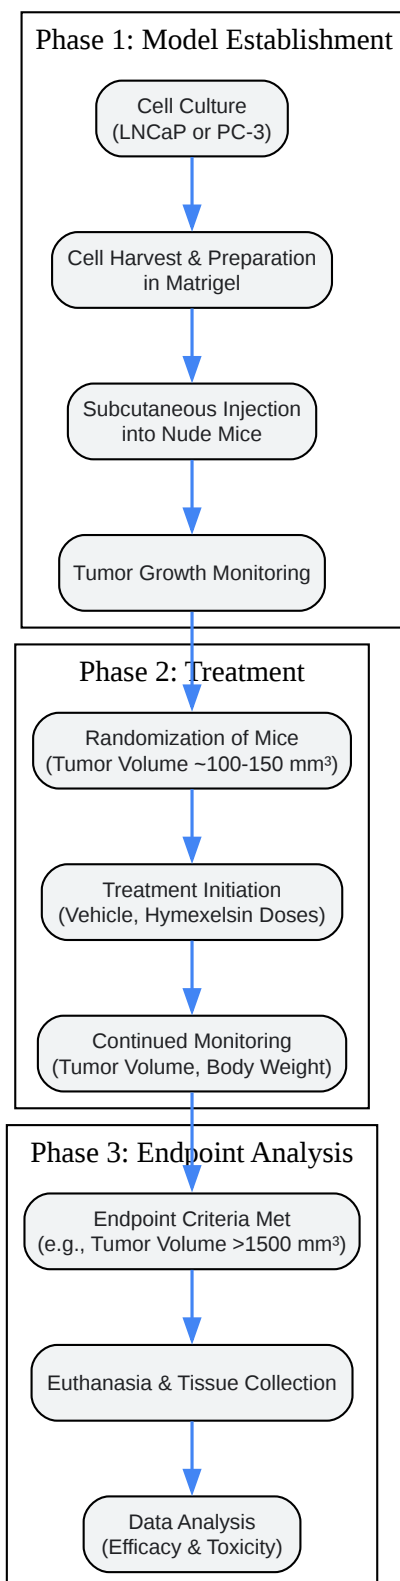 Phase 1: Model Establishment
Cell Culture
(LNCaP or PC-3)
Cell Harvest & Preparation
in Matrigel
Subcutaneous Injection
into Nude Mice
Tumor Growth Monitoring
Phase 2: Treatment
Randomization of Mice
(Tumor Volume ~100-150 mm³)
Treatment Initiation
(Vehicle, Hymexelsin Doses)
Continued Monitoring
(Tumor Volume, Body Weight)
Phase 3: Endpoint Analysis
Endpoint Criteria Met
(e.g., Tumor Volume >1500 mm³)
Euthanasia & Tissue Collection
Data Analysis
(Efficacy & Toxicity)